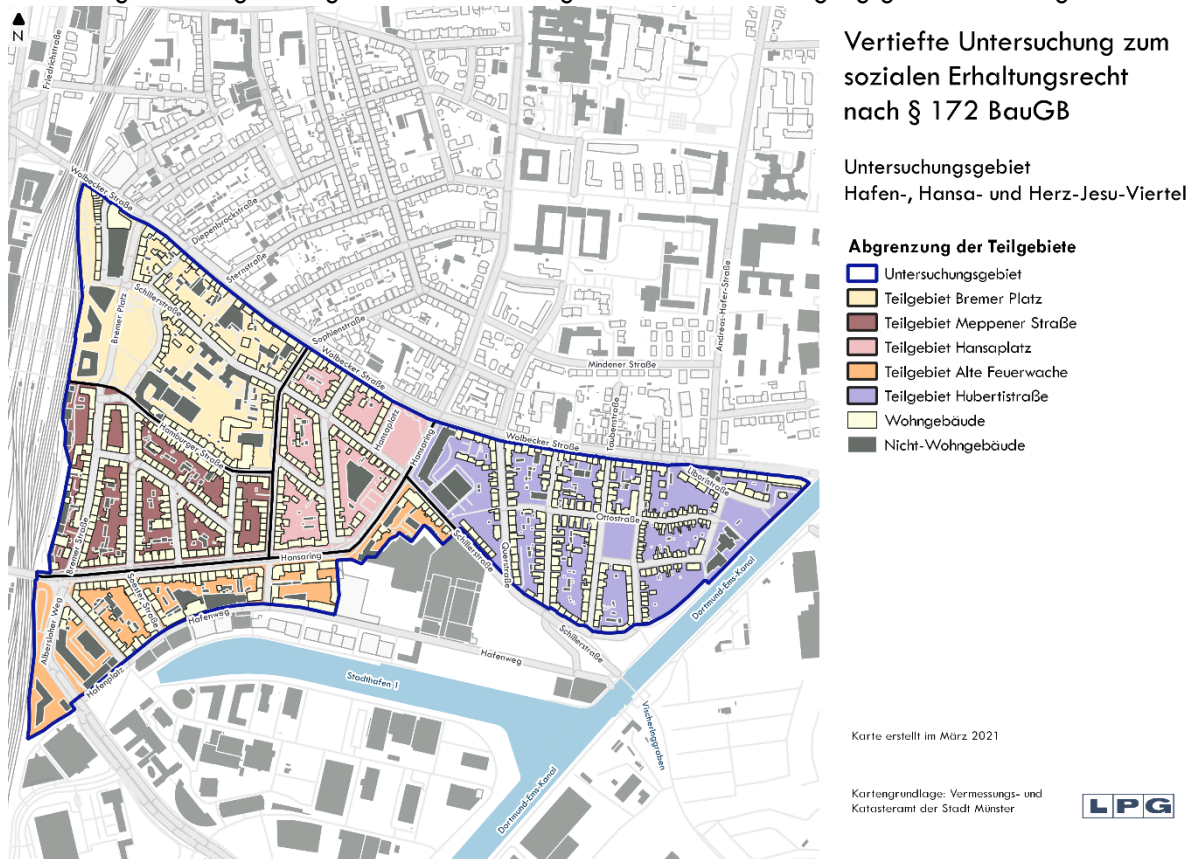 N
Friedrichstraße
Wolbecker Straße
Diepenbrockstraße
Sternstraße
Sophienstraße
Wolbecker Straße
Bremer Platz
Schillerstraße
Andreas-Hofer-Straße
Mindener Straße
Taubenstraße
Wolbecker Straße
Hansaplatz
Hansaring
Hamburger Straße
Liboristraße
Ottostraße
Querstraße
Schillerstraße
Bremer Straße
Hansaring
Soester Straße
Albersloher Weg
Hafenweg
Hafenplatz
Hafenweg
Schillerstraße
Stadthafen 1
Dortmund-Ems-Kanal
Vischeringgraben
Dortmund-Ems-Kanal
Vertiefte Untersuchung zum
sozialen Erhaltungsrecht
nach § 172 BauGB
Untersuchungsgebiet
Hafen-, Hansa- und Herz-Jesu-Viertel
Abgrenzung der Teilgebiete
Untersuchungsgebiet
Teilgebiet Bremer Platz
Teilgebiet Meppener Straße
Teilgebiet Hansaplatz
Teilgebiet Alte Feuerwache
Teilgebiet Hubertistraße
Wohngebäude
Nicht-Wohngebäude
Karte erstellt im März 2021
Kartengrundlage: Vermessungs- und
Katasteramt der Stadt Münster
LPG